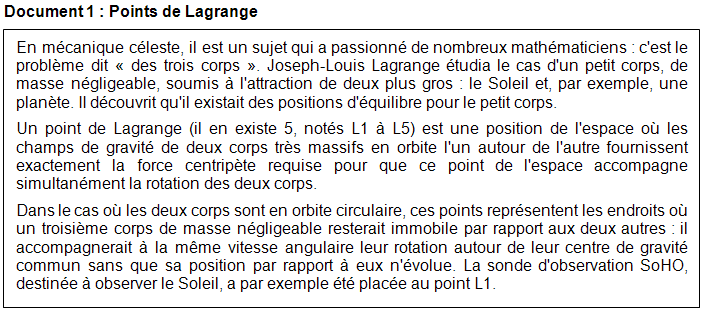 Document 1 : Points de Lagrange
En mécanique céleste, il est un sujet qui a passionné de nombreux mathématiciens : c'est le
problème dit « des trois corps ». Joseph-Louis Lagrange étudia le cas d'un petit corps, de
masse négligeable, soumis à l'attraction de deux plus gros : le Soleil et, par exemple, une
planète. Il découvrit qu'il existait des positions d'équilibre pour le petit corps.
Un point de Lagrange (il en existe 5, notés L1 à L5) est une position de l'espace où les
champs de gravité de deux corps très massifs en orbite l'un autour de l'autre fournissent
exactement la force centripète requise pour que ce point de l'espace accompagne
simultanément la rotation des deux corps.
Dans le cas où les deux corps sont en orbite circulaire, ces points représentent les endroits où
un troisième corps de masse négligeable resterait immobile par rapport aux deux autres : il
accompagnerait à la même vitesse angulaire leur rotation autour de leur centre de gravité
commun sans que sa position par rapport à eux n'évolue. La sonde d'observation SoHO,
destinée à observer le Soleil, a par exemple été placée au point L1.